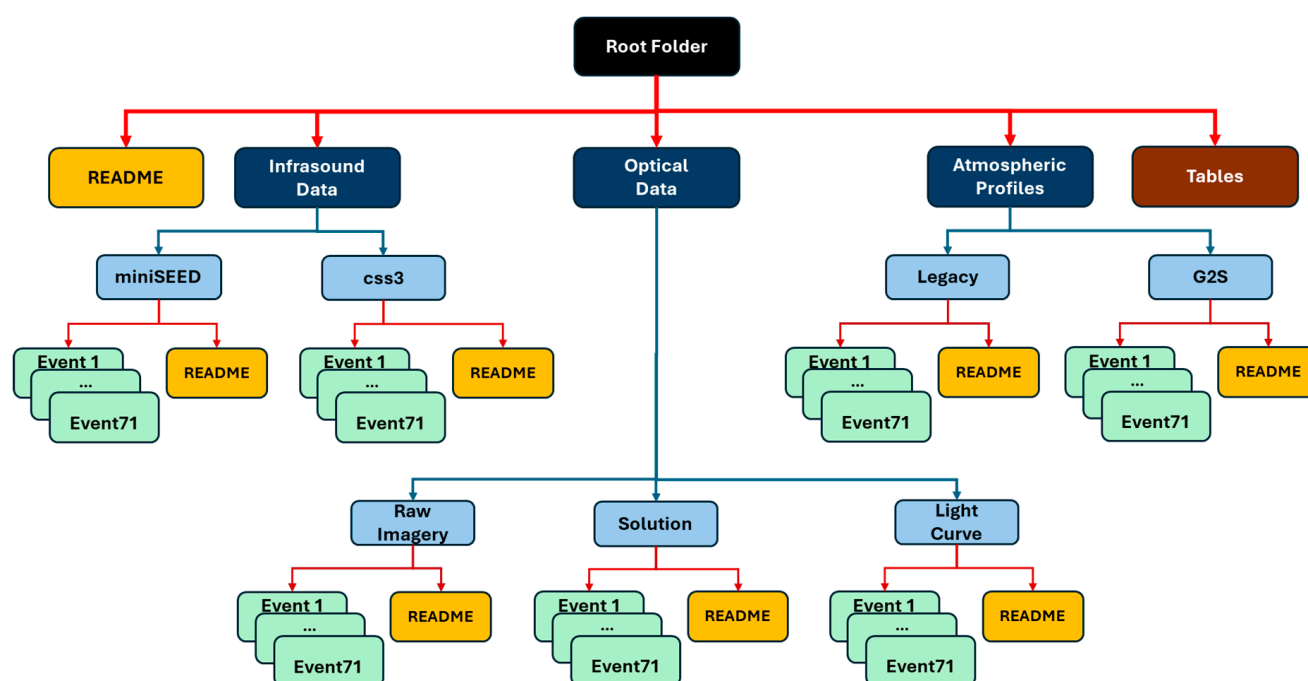 Root Folder
README
Infrasound
Data
Optical
Data
Atmospheric
Profiles
Tables
miniSEED
css3
Legacy
G2S
Event 1
...
Event71
README
Event 1
...
Event71
README
Event 1
...
Event71
README
Event 1
...
Event71
README
Raw
Imagery
Solution
Light
Curve
Event 1
...
Event71
README
Event 1
...
Event71
README
Event 1
...
Event71
README